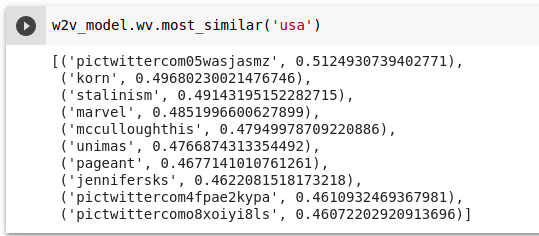 w2v_model.wv.most_similar('usa')
[('pictwittercom05wasjasmz', 0.5124930739402771),
('korn', 0.49680230021476746),
('stalinism', 0.49143195152282715),
('marvel', 0.4851996600627899),
('mcculloughthis', 0.47949978709220886),
('unimas', 0.4766874313354492),
('pageant', 0.4677141010761261),
('jennifersks', 0.4622081518173218),
('pictwittercom4fpae2kypa', 0.4610932469367981),
('pictwittercomo8xoiyi8ls', 0.46072202920913696)]